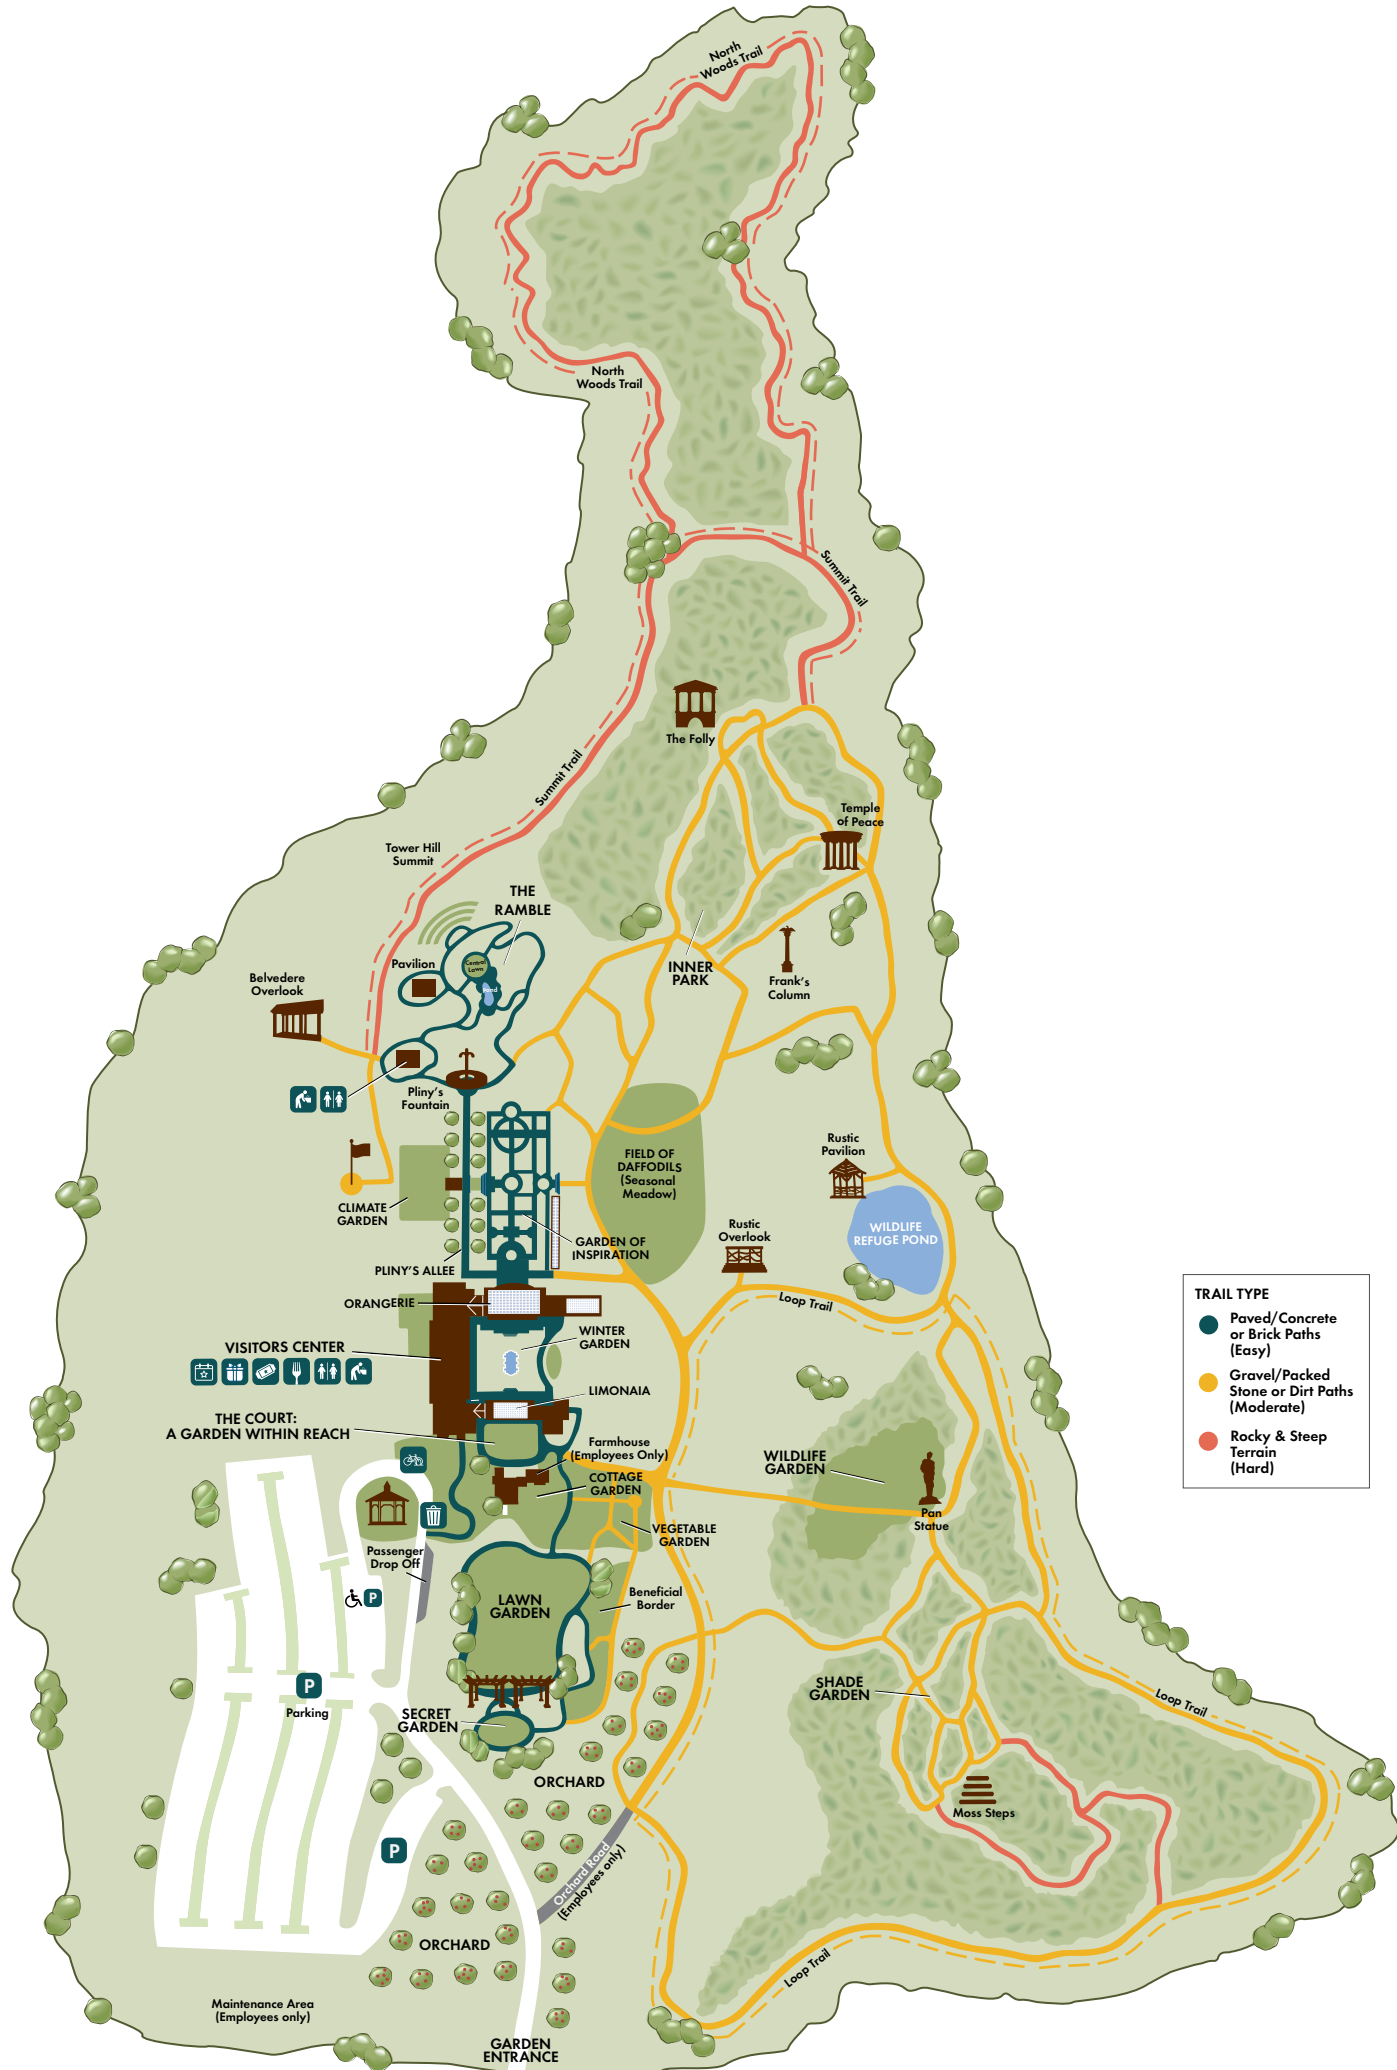 North
Woods Trail
North
Woods Trail
Summit Trail
The Folly
Summit Trail
Temple
of Peace
Tower Hill
Summit
THE
RAMBLE
Pavilion
Central
Lawn
Pond
Belvedere
Overlook
INNER
PARK
Frank's
Column
Pliny's
Fountain
Rustic
Pavilion
FIELD OF
DAFFODILS
(Seasonal
Meadow)
CLIMATE
GARDEN
WILDLIFE
REFUGE POND
Rustic
Overlook
GARDEN OF
INSPIRATION
PLINY'S ALLEE
ORANGERIE
Loop Trail
TRAIL TYPE
Paved/Concrete
or Brick Paths
(Easy)
Gravel/Packed
Stone or Dirt Paths
(Moderate)
Rocky & Steep
Terrain
(Hard)
WINTER
GARDEN
VISITORS CENTER
LIMONAIA
THE COURT:
A GARDEN WITHIN REACH
Farmhouse
(Employees Only)
WILDLIFE
GARDEN
COTTAGE
GARDEN
Pan
Statue
VEGETABLE
GARDEN
Passenger
Drop Off
P
LAWN
GARDEN
Beneficial
Border
P
Parking
SHADE
GARDEN
Loop Trail
SECRET
GARDEN
ORCHARD
Moss Steps
P
Orchard Road
(Employees only)
ORCHARD
Loop Trail
Maintenance Area
(Employees only)
GARDEN
ENTRANCE